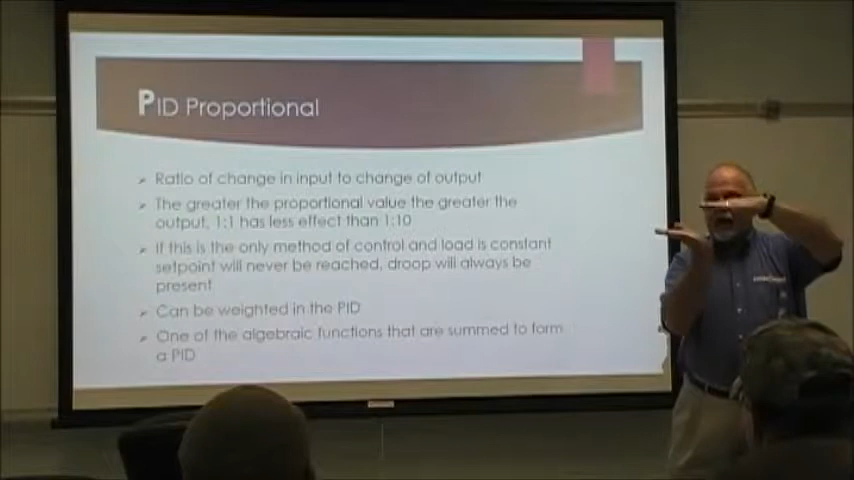 PID Proportional
➢ Ratio of change in input to change of output
➢ The greater the proportional value the greater the
output, 1:1 has less effect than 1:10
➢ If this is the only method of control and load is constant
setpoint will never be reached, droop will always be
present
➢ Can be weighted in the PID
➢ One of the algebraic functions that are summed to form
a PID